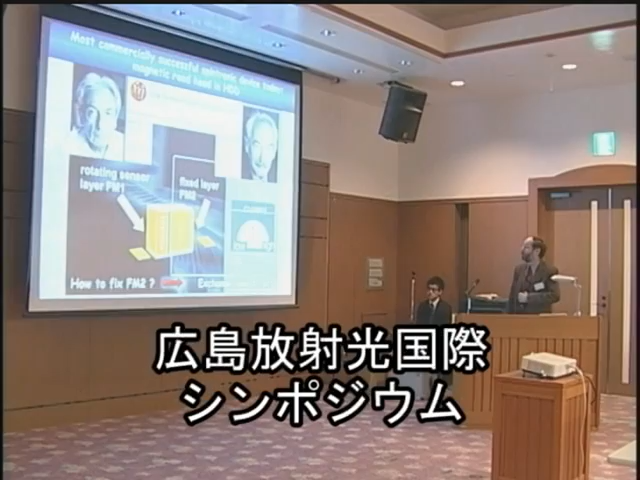 Most commercially successful spintronic device today:
magnetic read head in HDD
rotating sensor
layer FM1
fixed layer
FM2
How to fix FM2 ?
広島放射光国際
シンポジウム